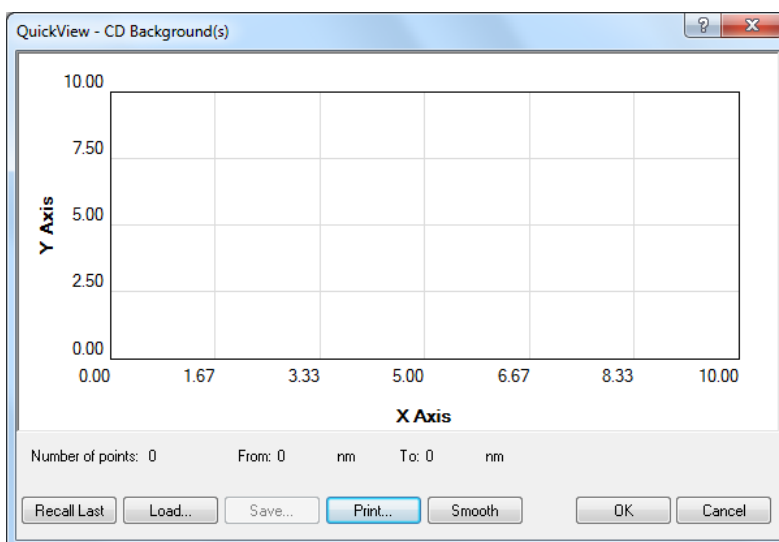 QuickView - CD Background(s)
?
10.00
7.50
5.00
2.50
0.00
Y Axis
0.00 1.67 3.33 5.00 6.67 8.33 10.00
X Axis
Number of points: 0 From: 0 nm To: 0 nm
Recall Last Load... Save... Print... Smooth OK Cancel